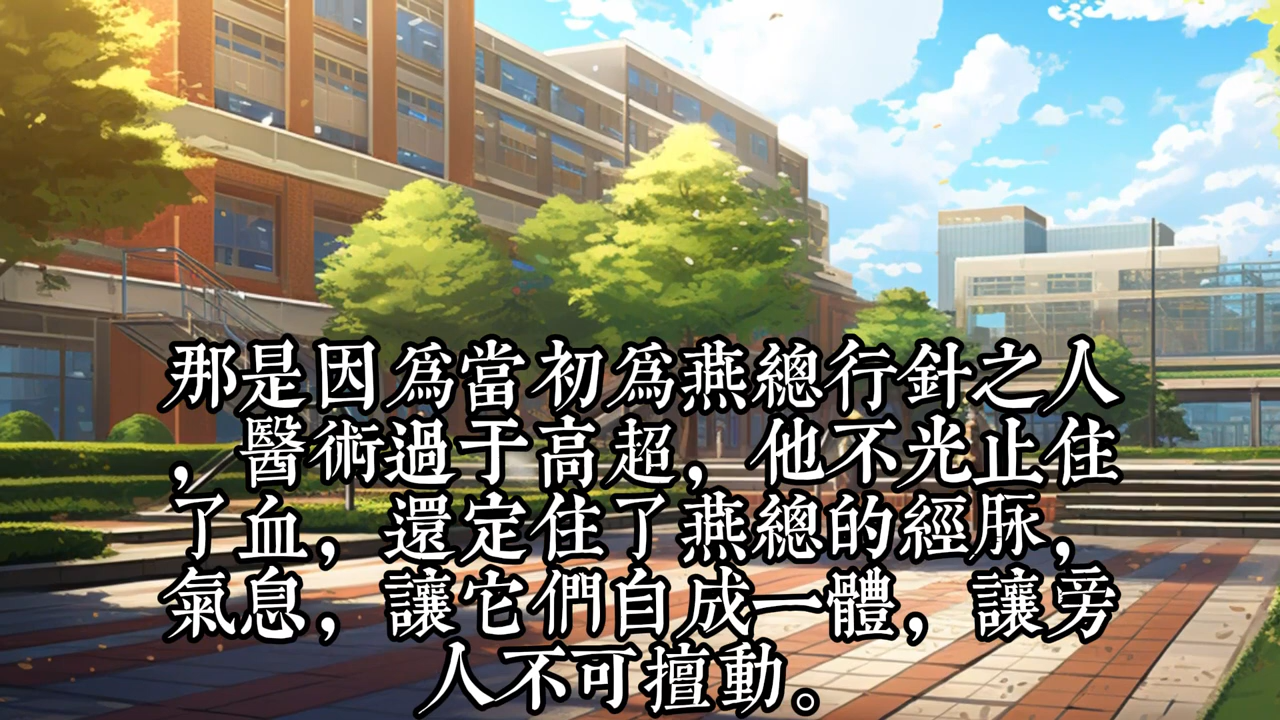 那是因爲當初爲燕總行針之人
，醫術過于高超，他不光止住
了血，還定住了燕總的經脉，
氣息，讓它們自成一體，讓旁
人不可擅動。